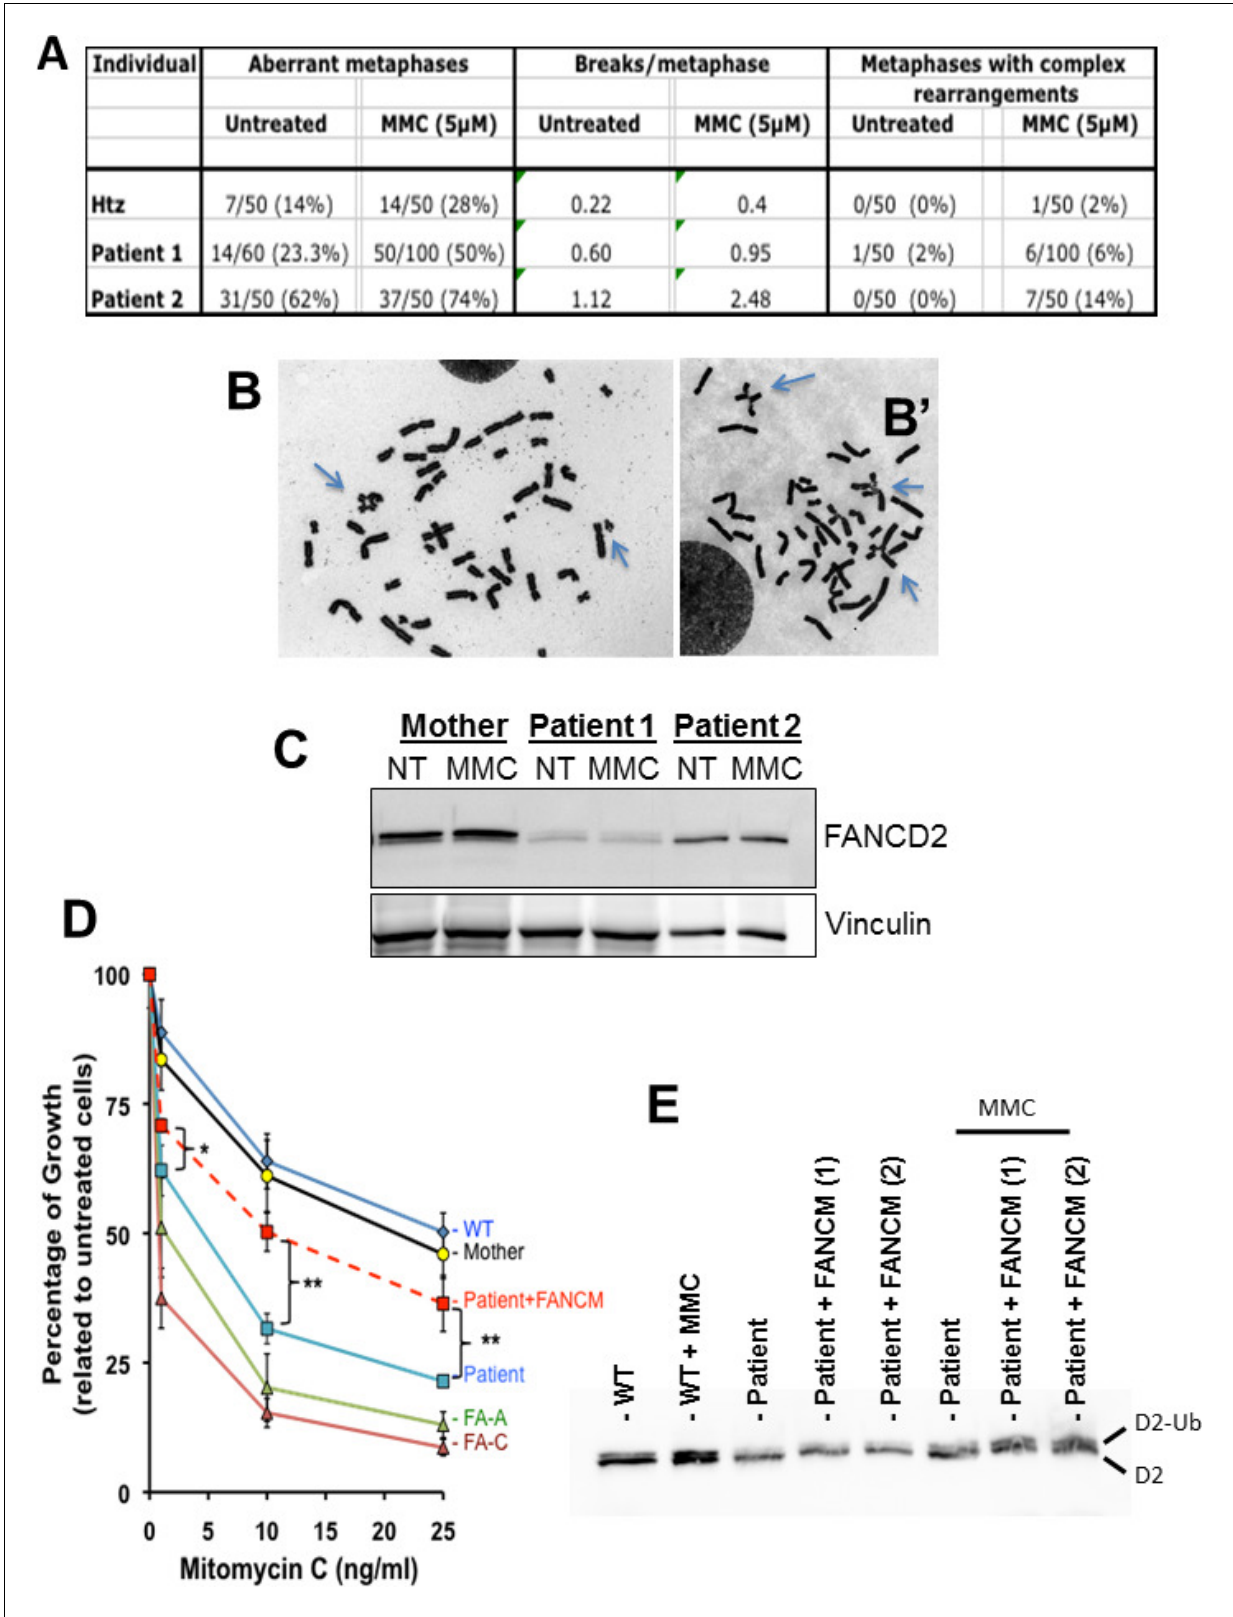 A
Individual Aberrant metaphases Breaks/metaphase Metaphases with complex
rearrangements
Untreated MMC (5µM) Untreated MMC (5µM) Untreated MMC (5µM)
Htz 7/50 (14%) 14/50 (28%) 0.22 0.4 0/50 (0%) 1/50 (2%)
Patient 1 14/60 (23.3%) 50/100 (50%) 0.60 0.95 1/50 (2%) 6/100 (6%)
Patient 2 31/50 (62%) 37/50 (74%) 1.12 2.48 0/50 (0%) 7/50 (14%)
B
B’
C
Mother Patient 1 Patient 2
NT MMC NT MMC NT MMC
FANCD2
Vinculin
D
Percentage of Growth
(related to untreated cells)
100
75
50
25
0
0 5 10 15 20 25
Mitomycin C (ng/ml)
*
**
**
- WT
- Mother
- Patient+FANCM
- Patient
- FA-A
- FA-C
E
MMC
- WT
- WT + MMC
- Patient
- Patient + FANCM (1)
- Patient + FANCM (2)
- Patient
- Patient + FANCM (1)
- Patient + FANCM (2)
D2-Ub
D2